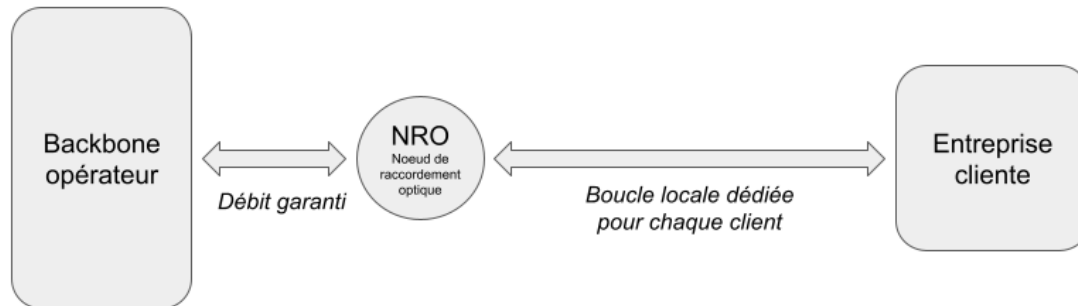 Backbone
opérateur
Débit garanti
NRO
Noeud de
raccordement
optique
Boucle locale dédiée
pour chaque client
Entreprise
cliente